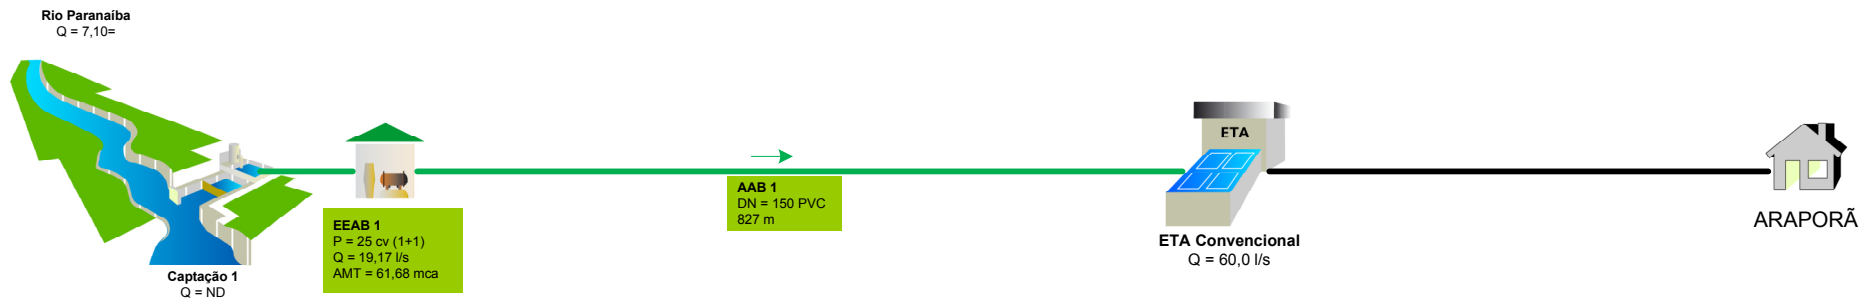 Rio Paranaíba
Q = 7,10=
EEAB 1
P = 25 cv (1+1)
Q = 19,17 l/s
AMT = 61,68 mca
Captação 1
Q = ND
AAB 1
DN = 150 PVC
827 m
ETA
ETA Convencional
Q = 60,0 l/s
ARAPORÃ